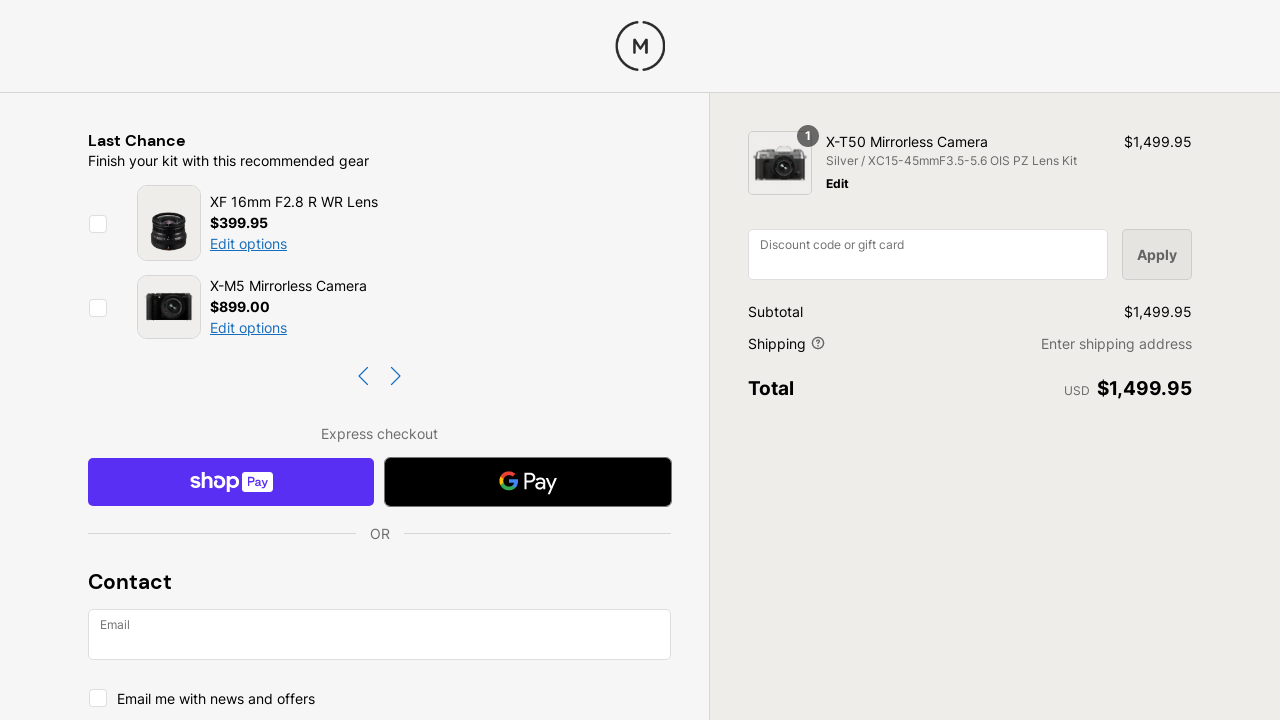 M
Last Chance
Finish your kit with this recommended gear
XF 16mm F2.8 R WR Lens
$399.95
Edit options
X-M5 Mirrorless Camera
$899.00
Edit options
Express checkout
shop Pay
G Pay
OR
Contact
Email
Email me with news and offers
1
X-T50 Mirrorless Camera
$1,499.95
Silver / XC15-45mmF3.5-5.6 OIS PZ Lens Kit
Edit
Discount code or gift card
Apply
Subtotal
$1,499.95
Shipping
Enter shipping address
Total
USD $1,499.95